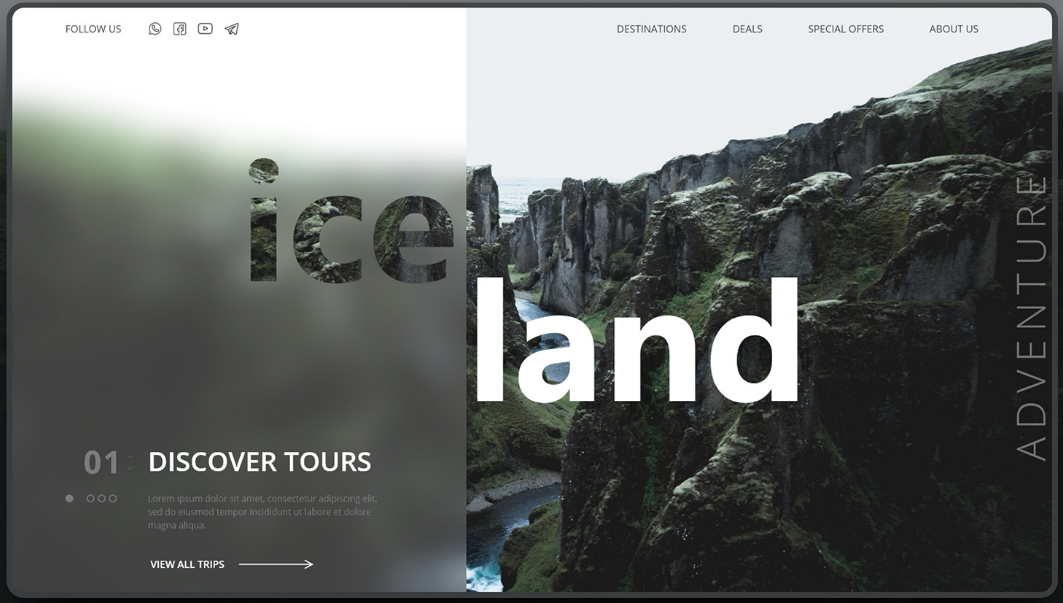 FOLLOW US
DESTINATIONS DEALS SPECIAL OFFERS ABOUT US
ice
land
ADVENTURE
01
DISCOVER TOURS
Lorem ipsum dolor sit amet, consectetur adipiscing elit,
sed do eiusmod tempor incididunt ut labore et dolore
magna aliqua.
VIEW ALL TRIPS